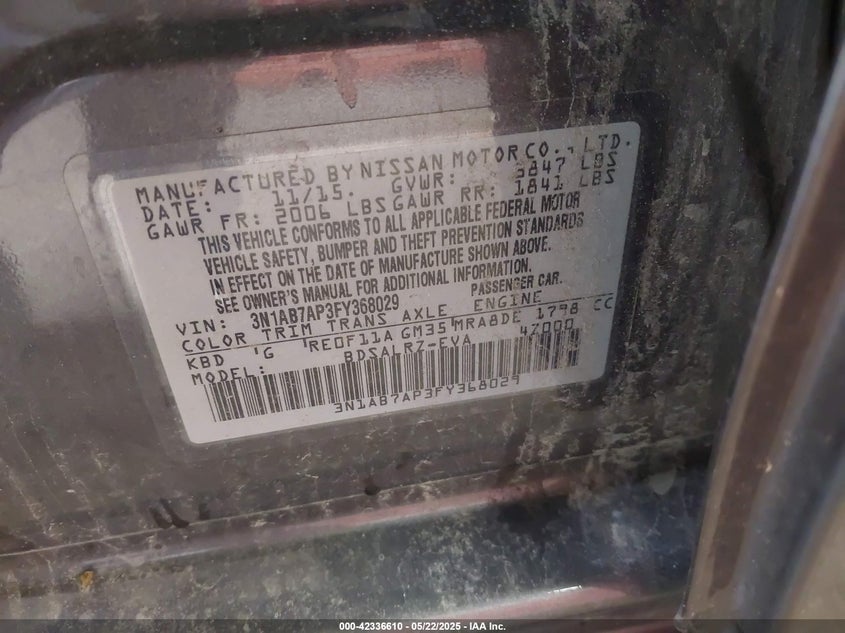 MANUFACTURED BY NISSAN MOTOR CO., LTD.
DATE: 11/15. GVWR: 3847 LBS
GAWR FR: 2006 LBS GAWR RR: 1841 LBS
THIS VEHICLE CONFORMS TO ALL APPLICABLE FEDERAL MOTOR
VEHICLE SAFETY, BUMPER AND THEFT PREVENTION STANDARDS
IN EFFECT ON THE DATE OF MANUFACTURE SHOWN ABOVE.
SEE OWNER'S MANUAL FOR ADDITIONAL INFORMATION.
VIN: 3N1AB7AP3FY368029 PASSENGER CAR.
COLOR TRIM TRANS AXLE ENGINE
KBD 'G 'RE0F11A GM35'MRA8DE 1798 CC
MODEL: BDSALRZ-EVA 4Z000
3N1AB7AP3FY368029
000-42336610 - 05/22/2025 - IAA Inc.